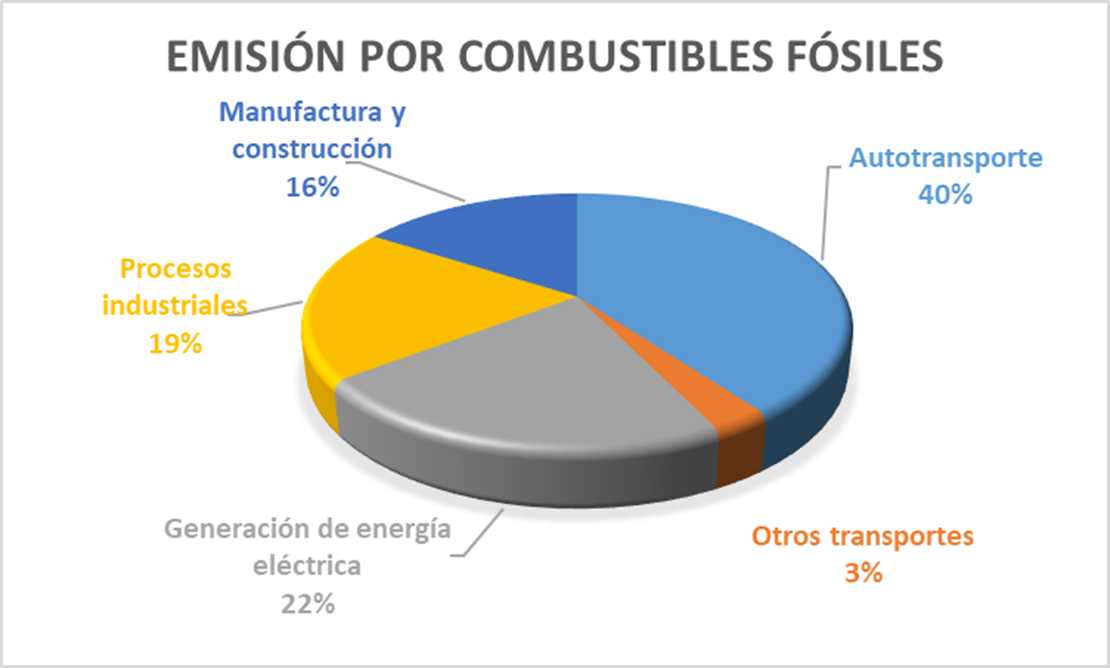 EMISIÓN POR COMBUSTIBLES FÓSILES
Manufactura y
construcción
16%
Autotransporte
40%
Procesos
industriales
19%
Generación de energía
eléctrica
22%
Otros transportes
3%